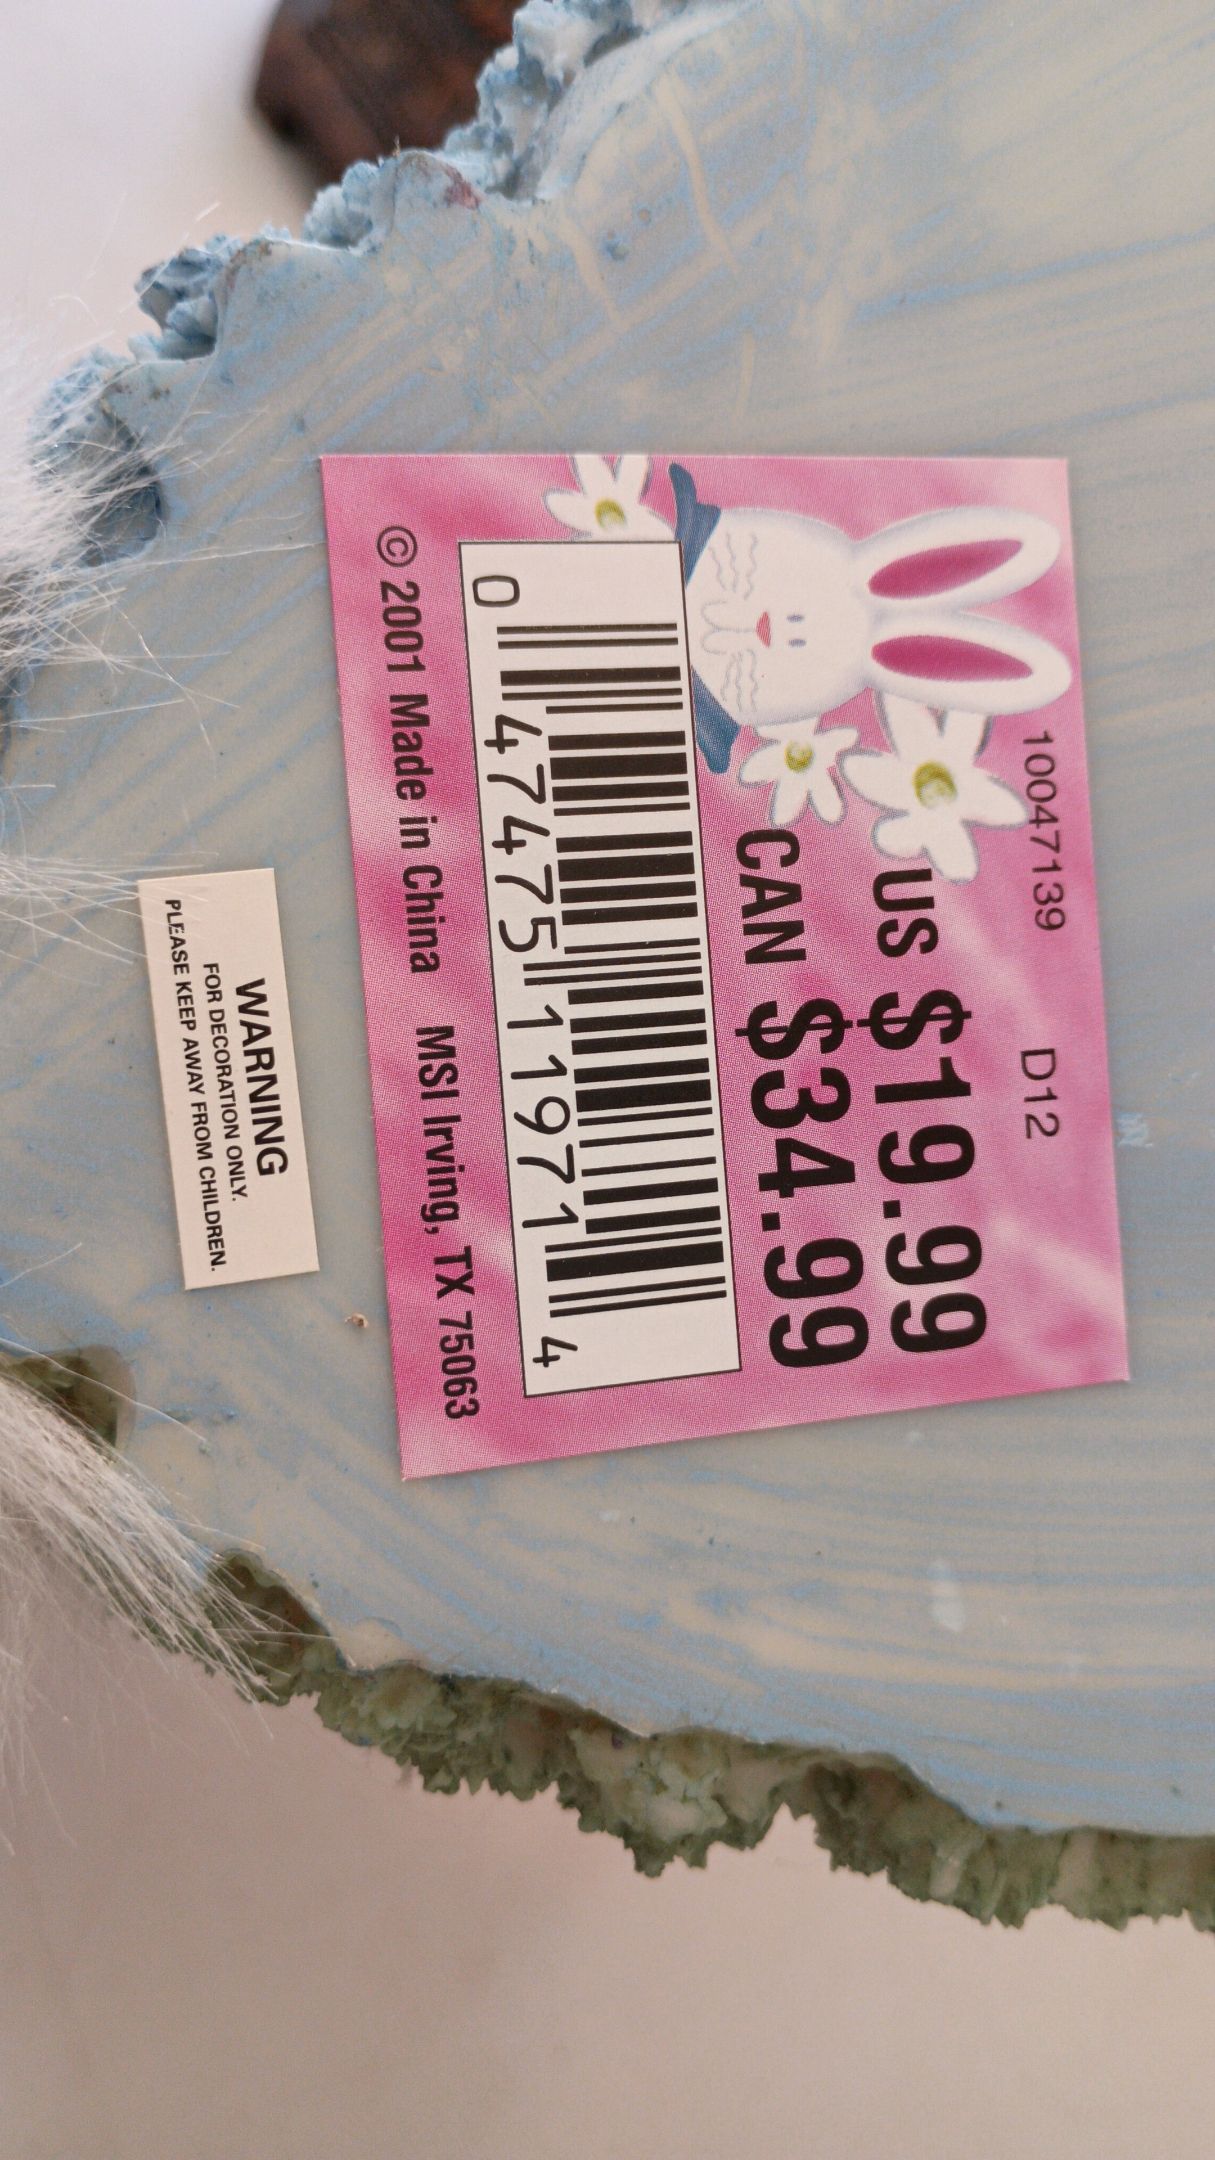 10047139 D12
US $19.99
CAN $34.99
0 47475 11971 4
© 2001 Made in China MSI Irving, TX 75063
WARNING
FOR DECORATION ONLY.
PLEASE KEEP AWAY FROM CHILDREN.